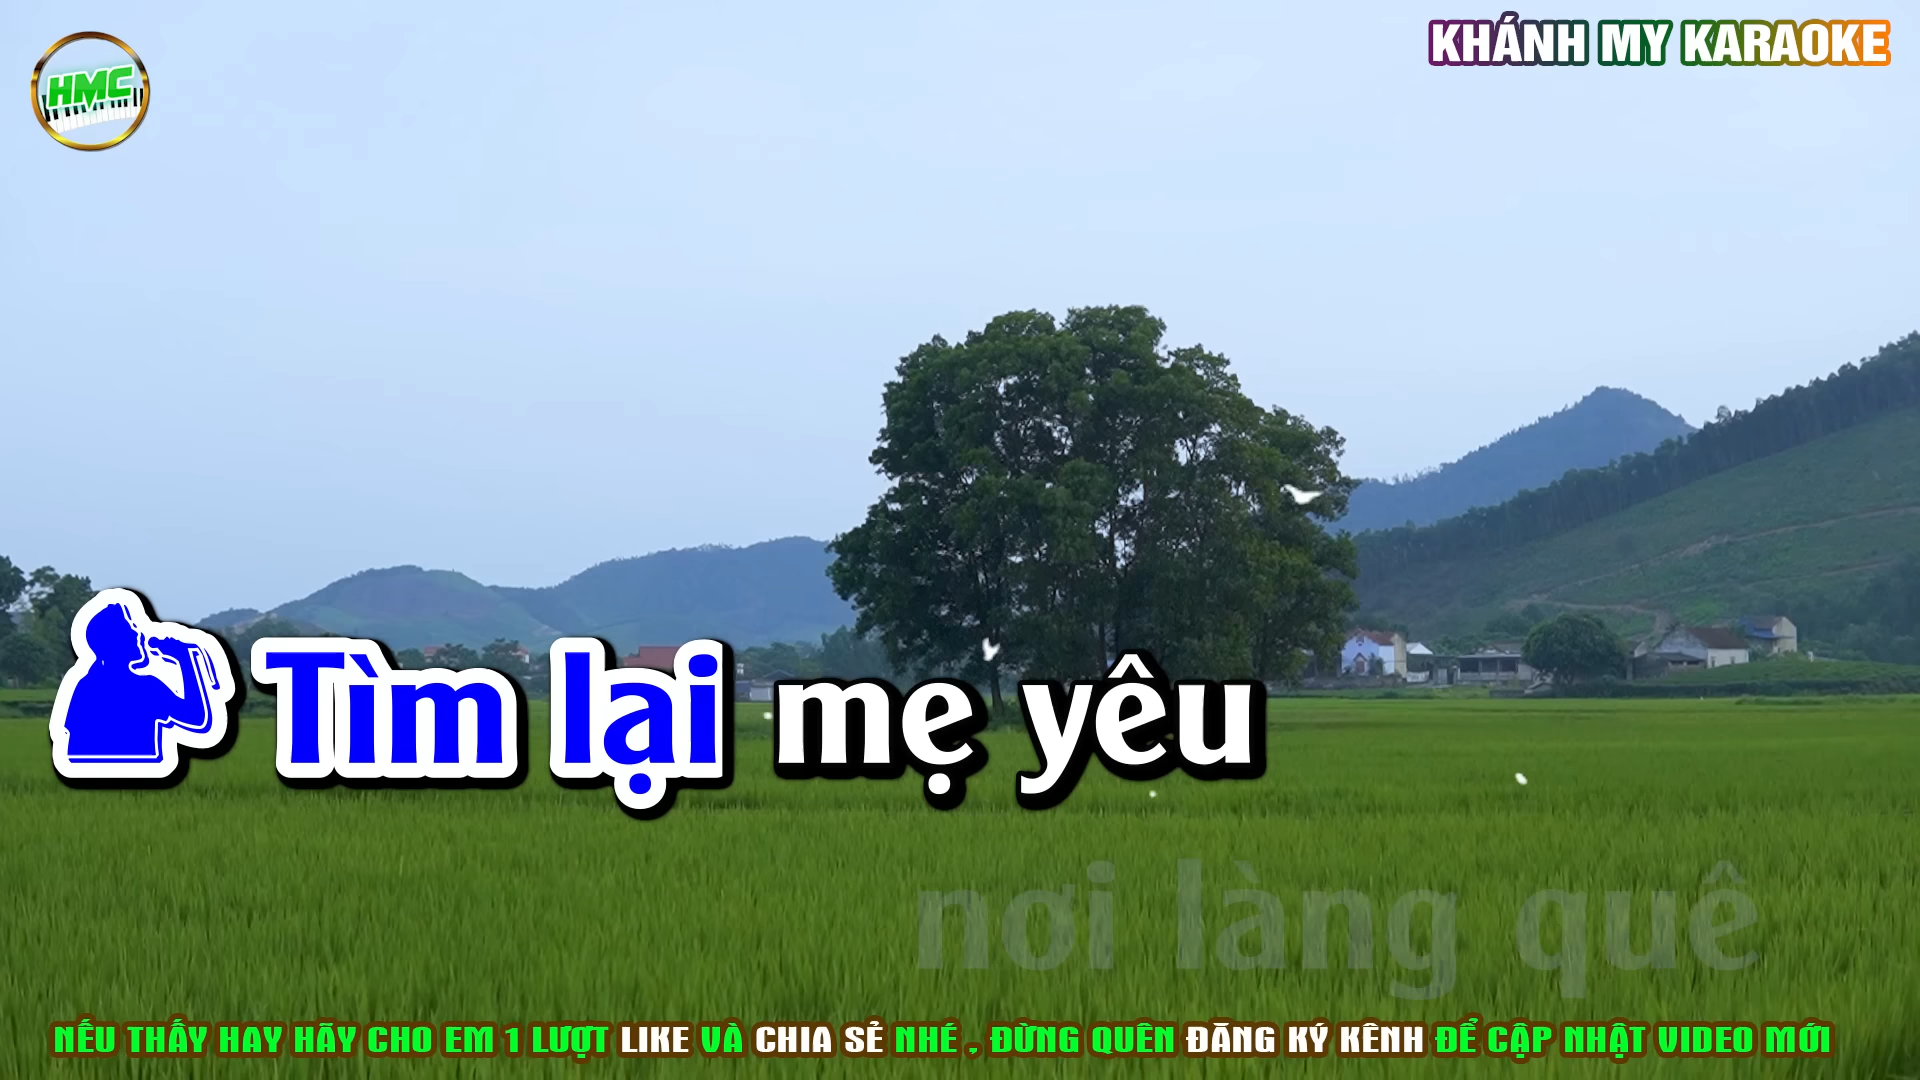 HMC
KHÁNH MY KARAOKE
Tìm lại mẹ yêu
nơi làng quê
NẾU THẤY HAY HÃY CHO EM 1 LƯỢT LIKE VÀ CHIA SẺ NHÉ , ĐỪNG QUÊN ĐĂNG KÝ KÊNH ĐỂ CẬP NHẬT VIDEO MỚI